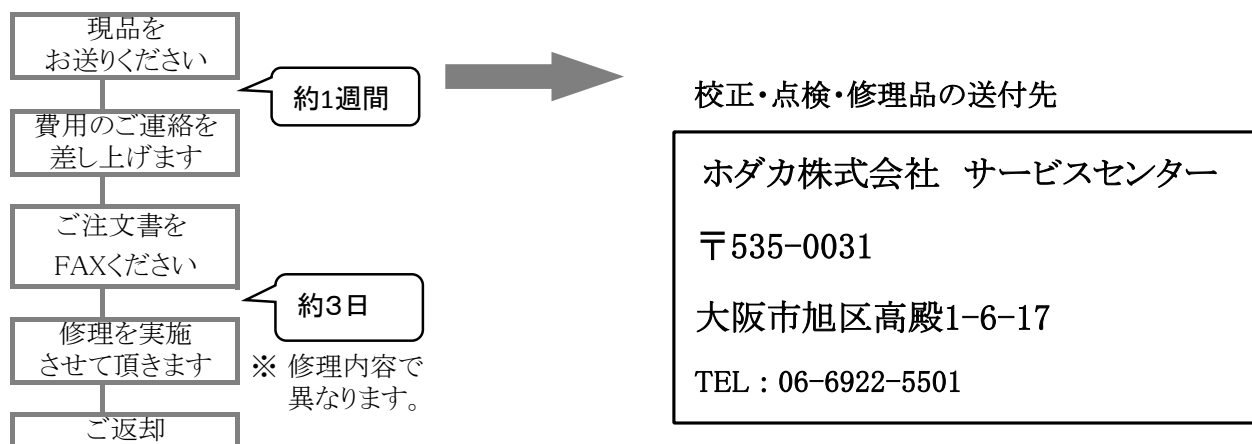 現品を
お送りください
約1週間
費用のご連絡を
差し上げます
ご注文書を
FAXください
約3日
修理を実施
させて頂きます
※ 修理内容で
異なります。
ご返却
校正・点検・修理品の送付先
ホダカ株式会社 サービスセンター
〒535-0031
大阪市旭区高殿1-6-17
TEL：06-6922-5501